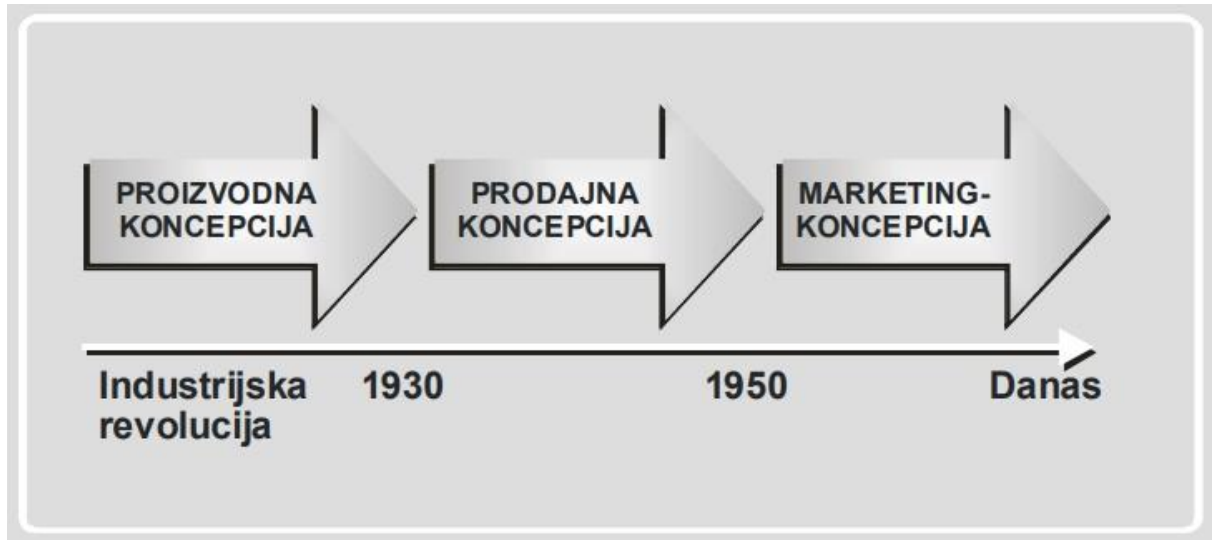 PROIZVODNA
KONCEPCIJA
PRODAJNA
KONCEPCIJA
MARKETING-
KONCEPCIJA
Industrijska
revolucija
1930
1950
Danas